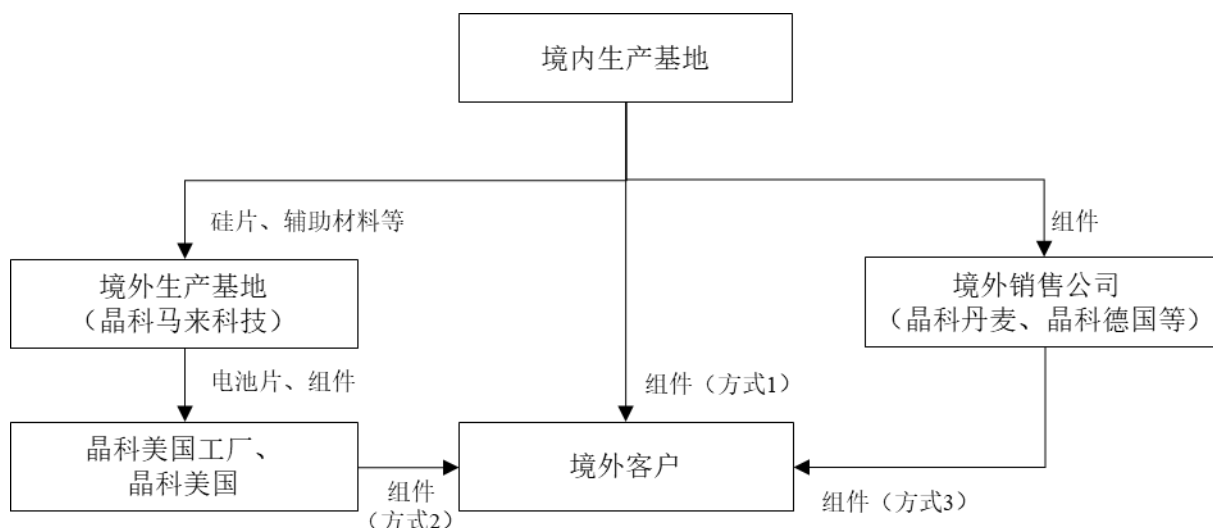 境内生产基地
硅片、辅助材料等
组件
境外生产基地
（晶科马来科技）
境外销售公司
（晶科丹麦、晶科德国等）
电池片、组件
组件（方式1）
晶科美国工厂、
晶科美国
境外客户
组件
（方式2）
组件（方式3）